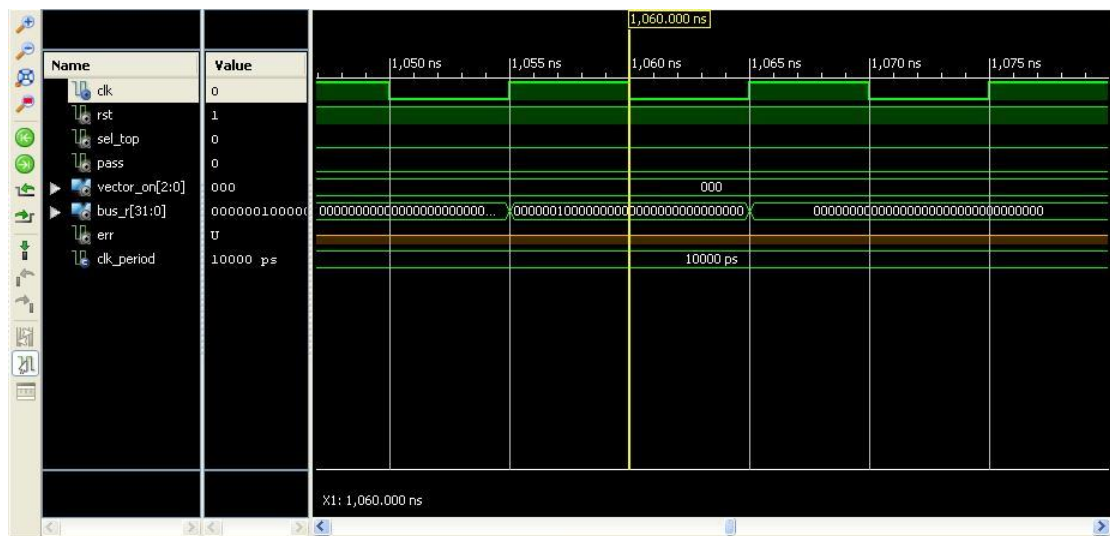 1,060.000 ns
Name
Value
1,050 ns
1,055 ns
1,060 ns
1,065 ns
1,070 ns
1,075 ns
clk
0
rst
1
sel_top
0
pass
0
vector_on[2:0]
000
000
bus_r[31:0]
000000100000
00000000000000000000000...
00000010000000000000000000000000
00000000000000000000000000000000
err
U
clk_period
10000 ps
10000 ps
X1: 1,060.000 ns